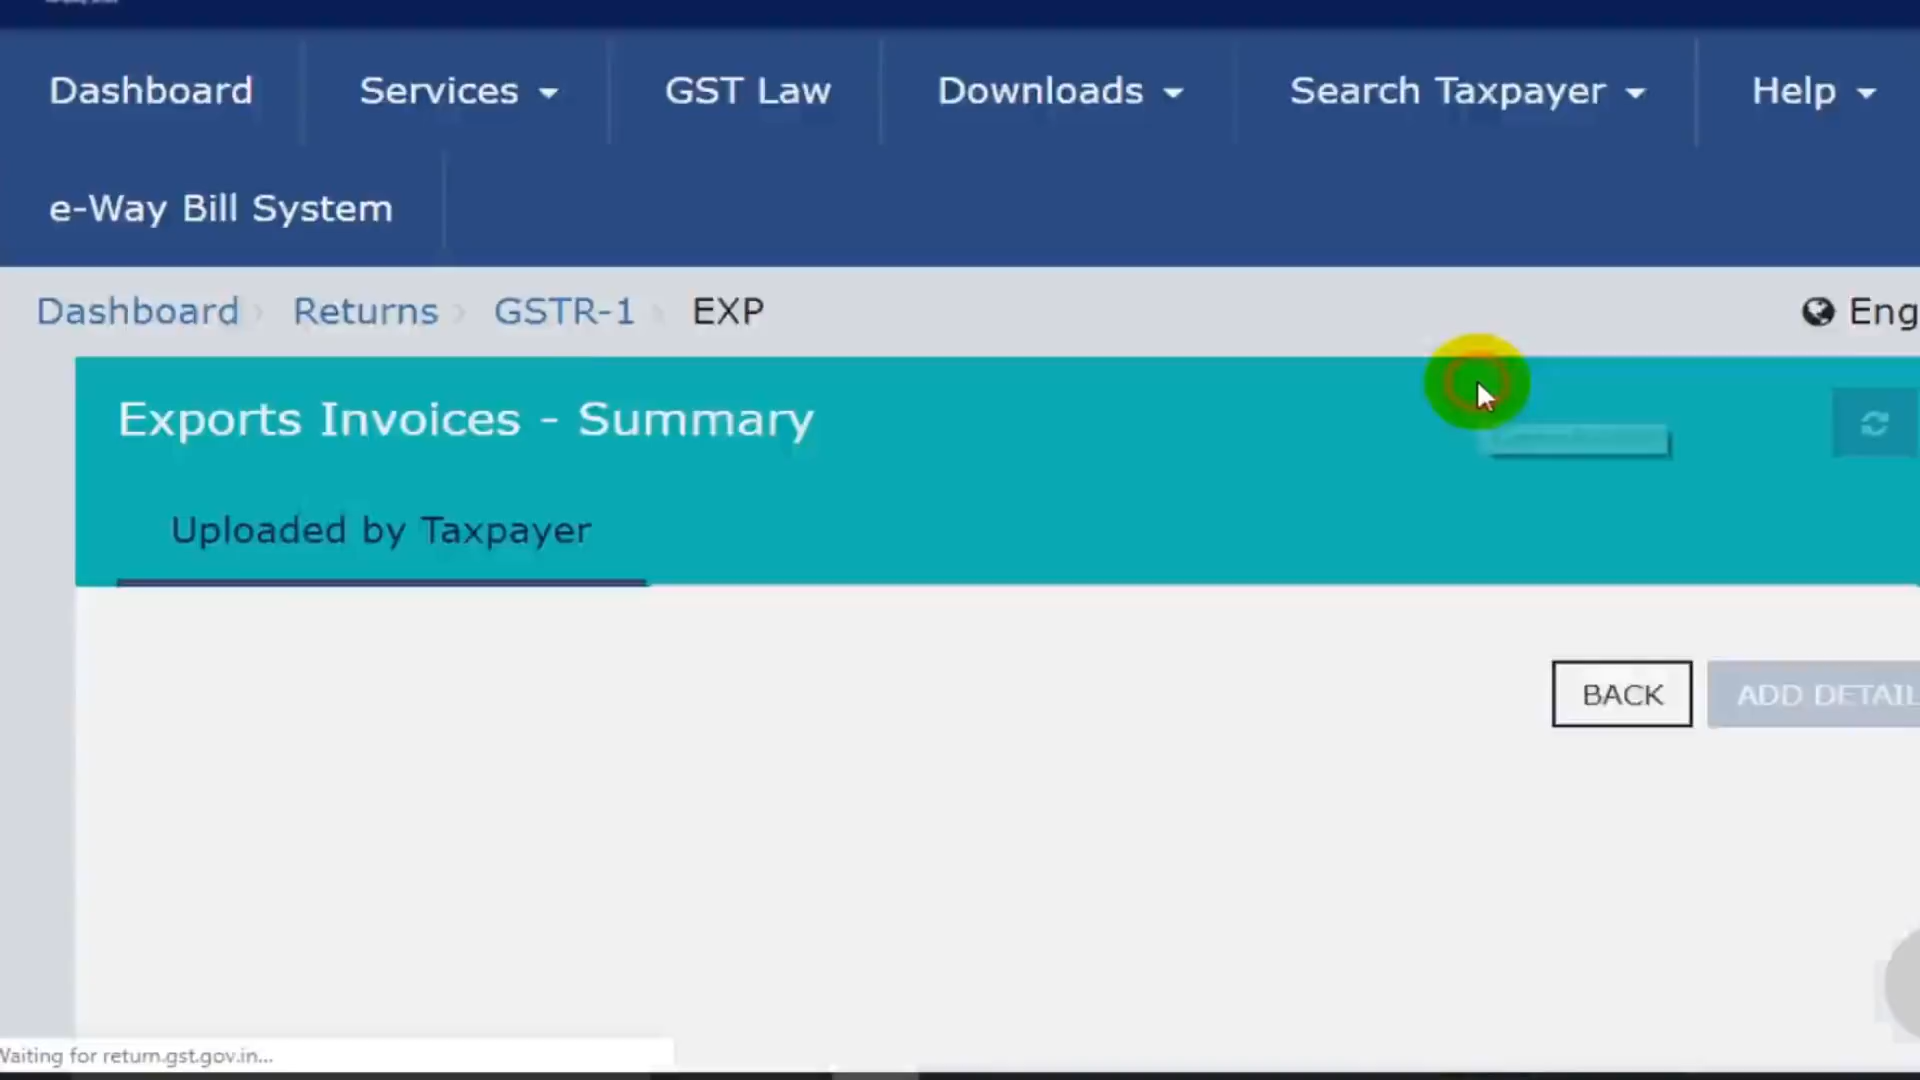 Dashboard Services GST Law Downloads Search Taxpayer Help
e-Way Bill System
Dashboard Returns GSTR-1 EXP Eng
Exports Invoices - Summary
Uploaded by Taxpayer
BACK ADD DETAIL
Waiting for return.gst.gov.in...